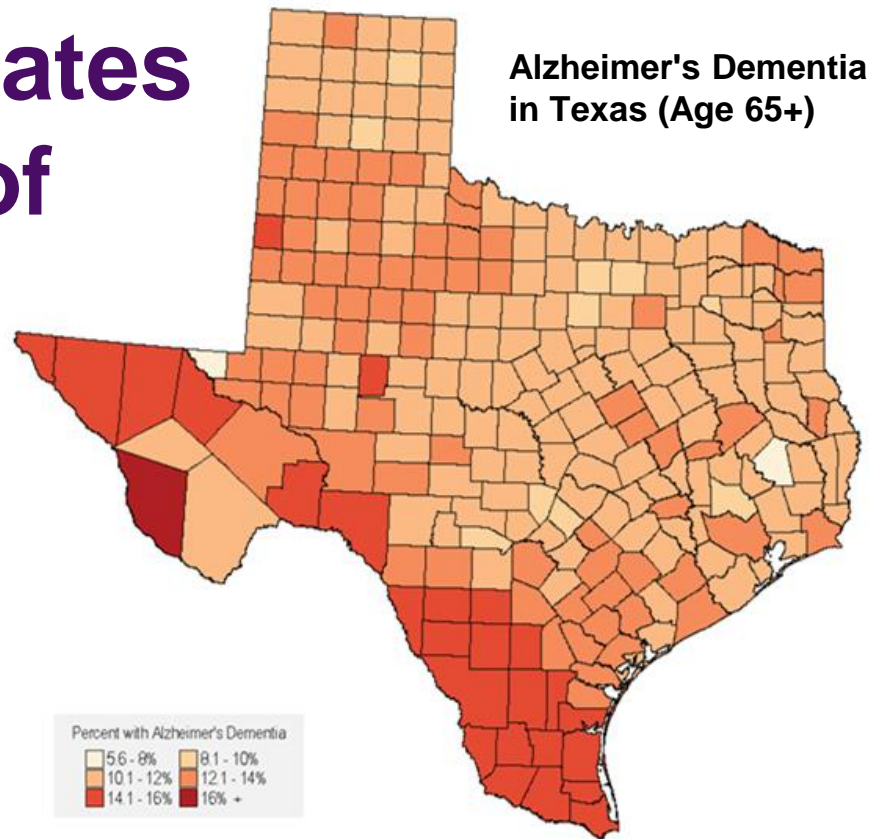 ates
of
Alzheimer's Dementia
in Texas (Age 65+)
Percent with Alzheimer's Dementia
5.6 - 8% 8.1 - 10%
10.1 - 12% 12.1 - 14%
14.1 - 16% 16% +